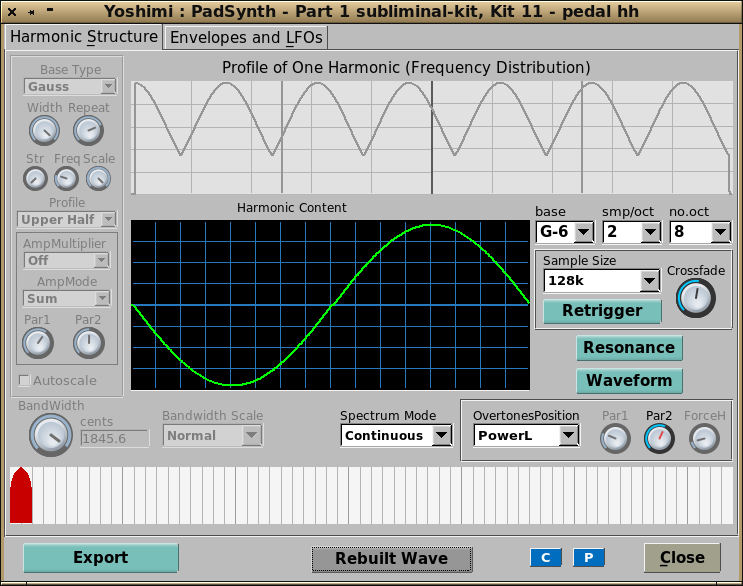 Yoshimi : PadSynth - Part 1 subliminal-kit, Kit 11 - pedal hh
Harmonic Structure
Envelopes and LFOs
Base Type
Gauss
Width Repeat
Str Freq Scale
Profile
Upper Half
AmpMultiplier
Off
AmpMode
Sum
Par1 Par2
Autoscale
Profile of One Harmonic (Frequency Distribution)
Harmonic Content
base smp/oct no.oct
G-6 2 8
Sample Size
128k
Crossfade
Retrigger
Resonance
Waveform
BandWidth
cents
1845.6
Bandwidth Scale
Normal
Spectrum Mode
Continuous
OvertonesPosition
PowerL
Par1 Par2 ForceH
Export
Rebuilt Wave
C P
Close